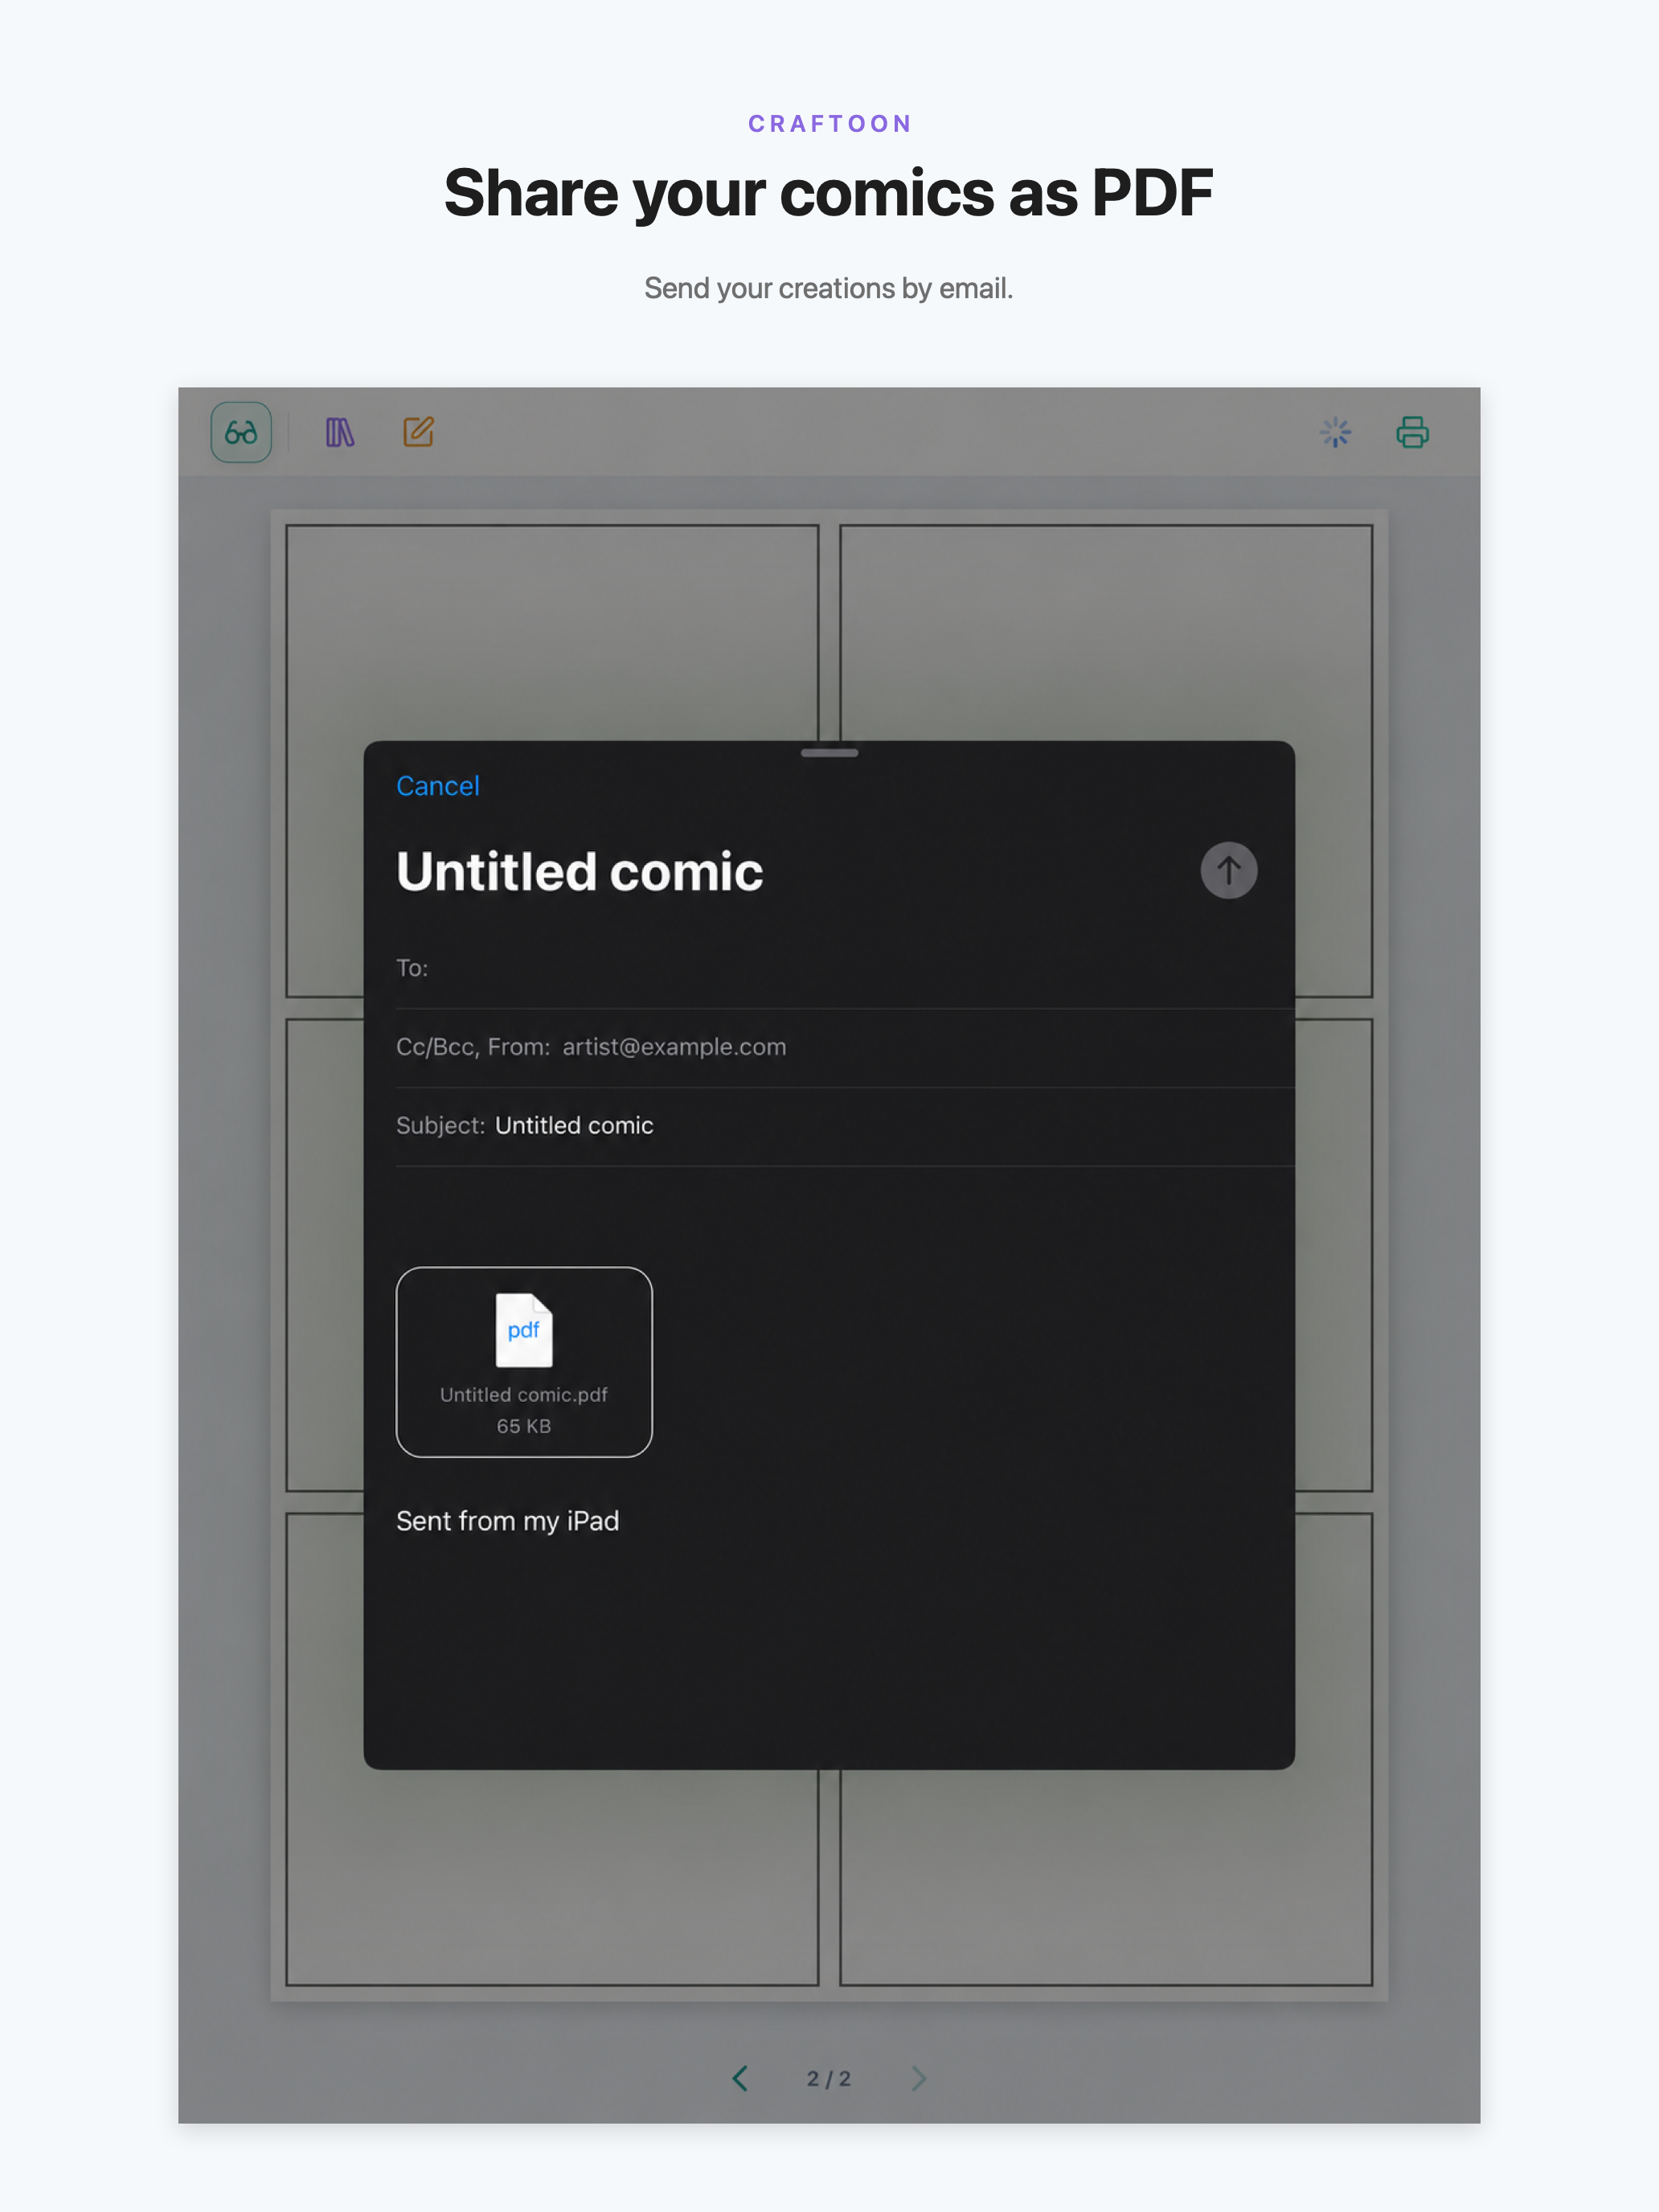 CRAFTOON
Share your comics as PDF
Send your creations by email.
Cancel
Untitled comic
To:
Cc/Bcc, From: artist@example.com
Subject: Untitled comic
pdf
Untitled comic.pdf
65 KB
Sent from my iPad
2 / 2